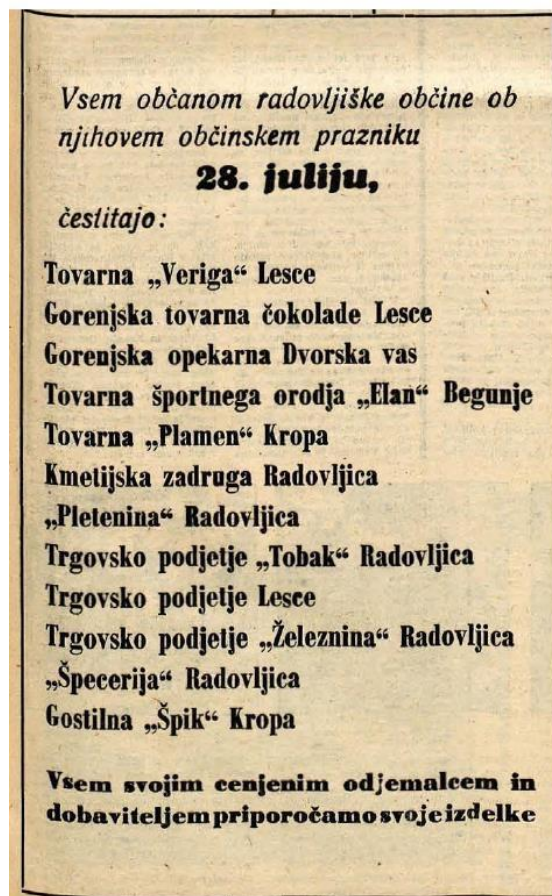 Vsem občanom radovljiške občine ob
njihovem občinskem prazniku
28. juliju,
čestitajo:
Tovarna „Veriga“ Lesce
Gorenjska tovarna čokolade Lesce
Gorenjska opekarna Dvorska vas
Tovarna športnega orodja „Elan“ Begunje
Tovarna „Plamen“ Kropa
Kmetijska zadruga Radovljica
„Pletenina“ Radovljica
Trgovsko podjetje „Tobak“ Radovljica
Trgovsko podjetje Lesce
Trgovsko podjetje „Železnina“ Radovljica
„Špecerija“ Radovljica
Gostilna „Špik“ Kropa
Vsem svojim cenjenim odjemalcem in
dobaviteljem priporočamo svoje izdelke